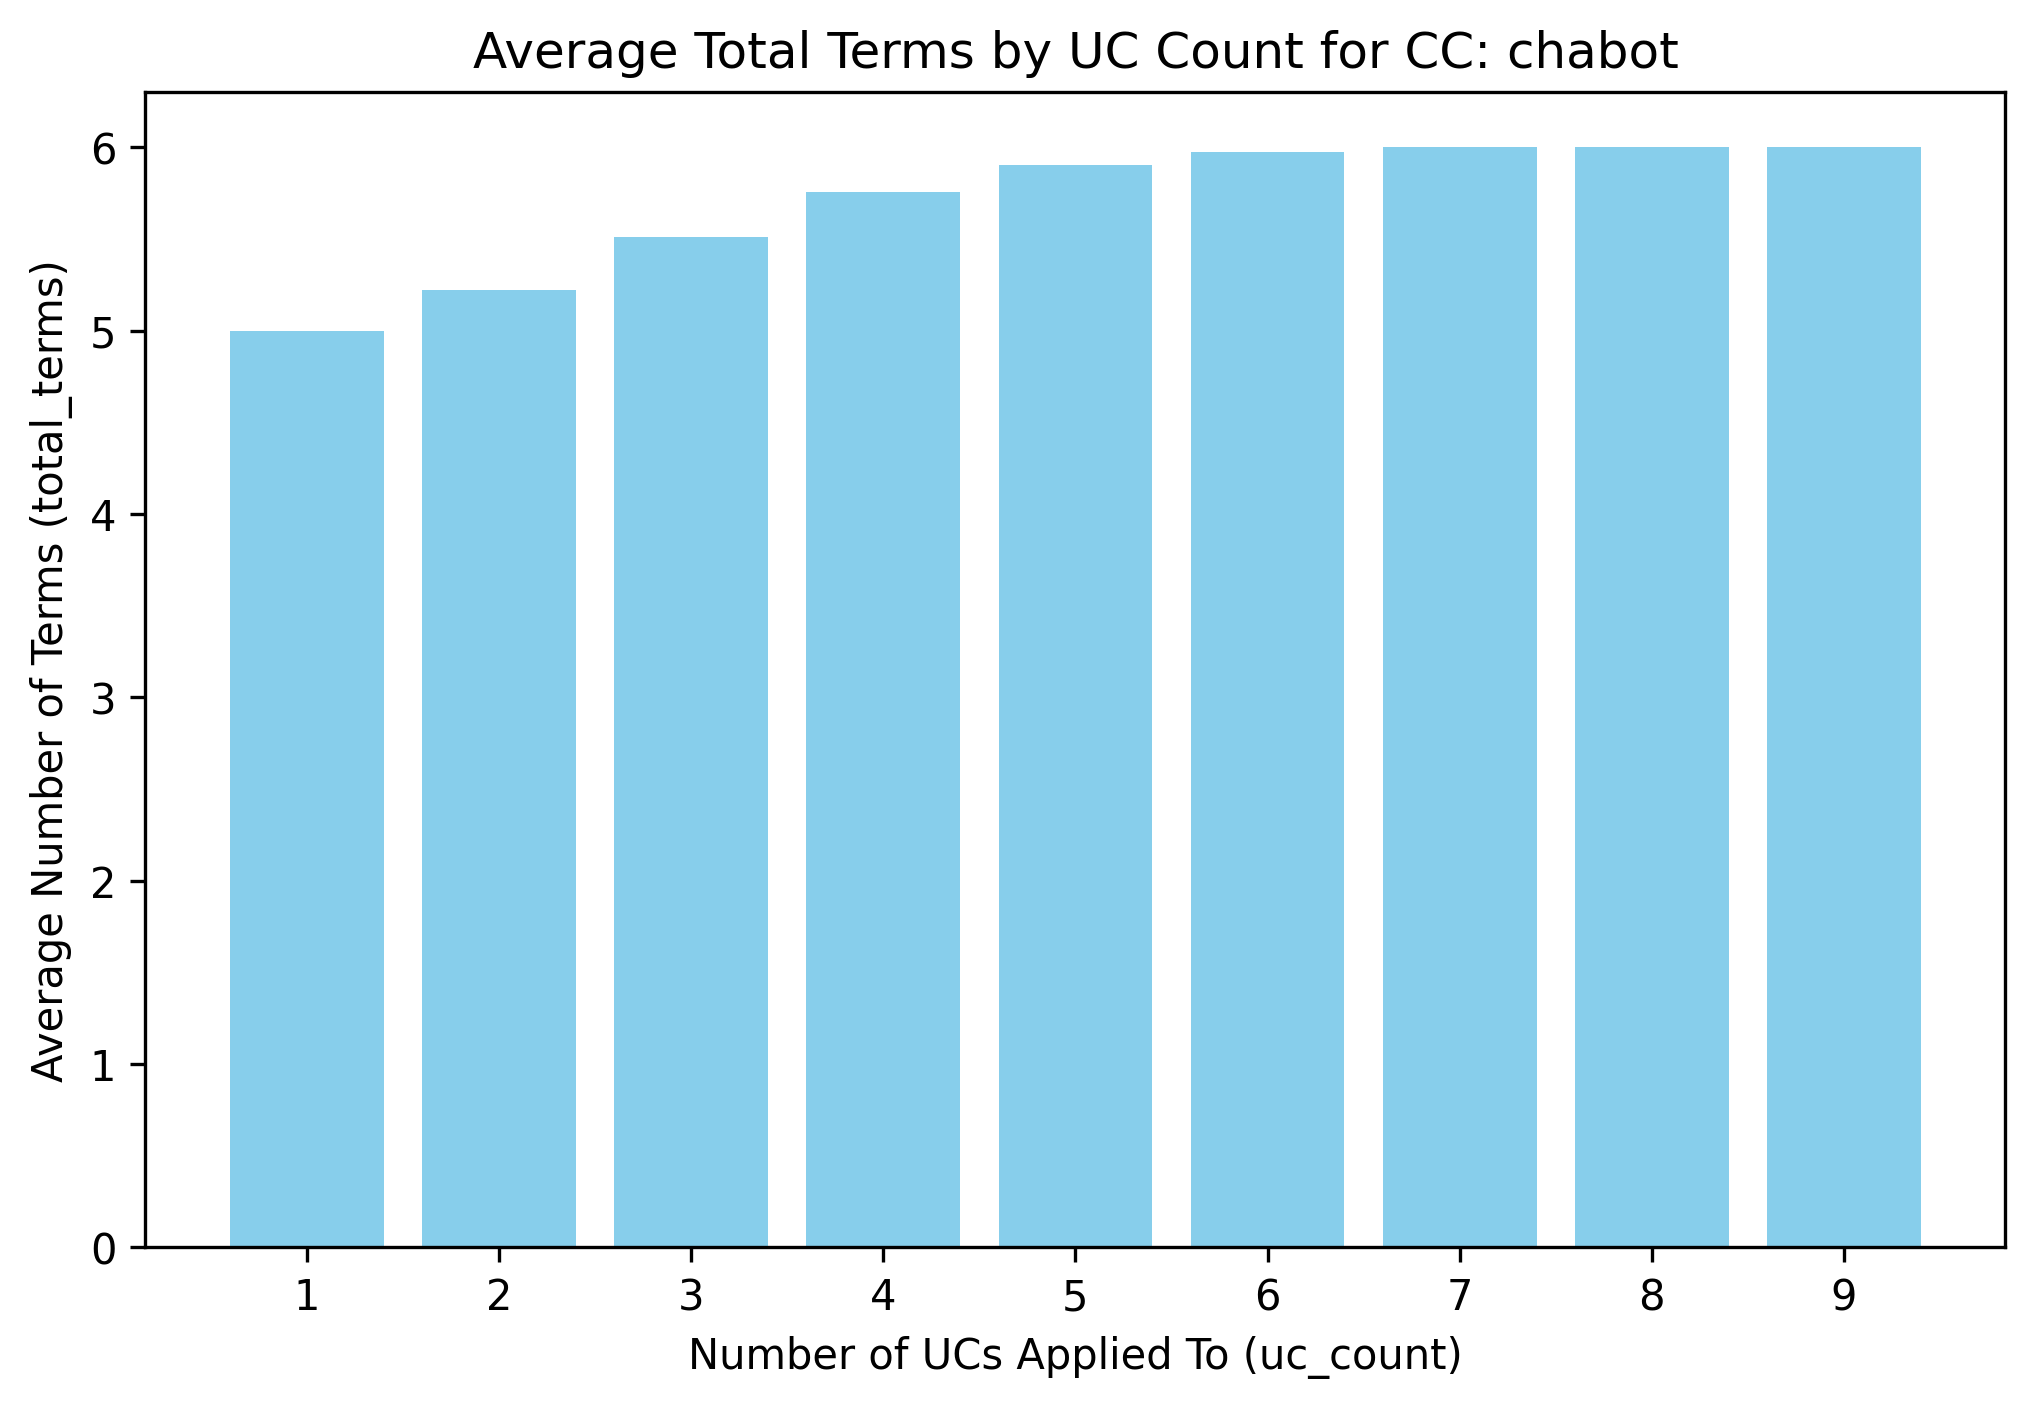 Average Total Terms by UC Count for CC: chabot
Average Number of Terms (total_terms)
6
5
4
3
2
1
0
1 2 3 4 5 6 7 8 9
Number of UCs Applied To (uc_count)